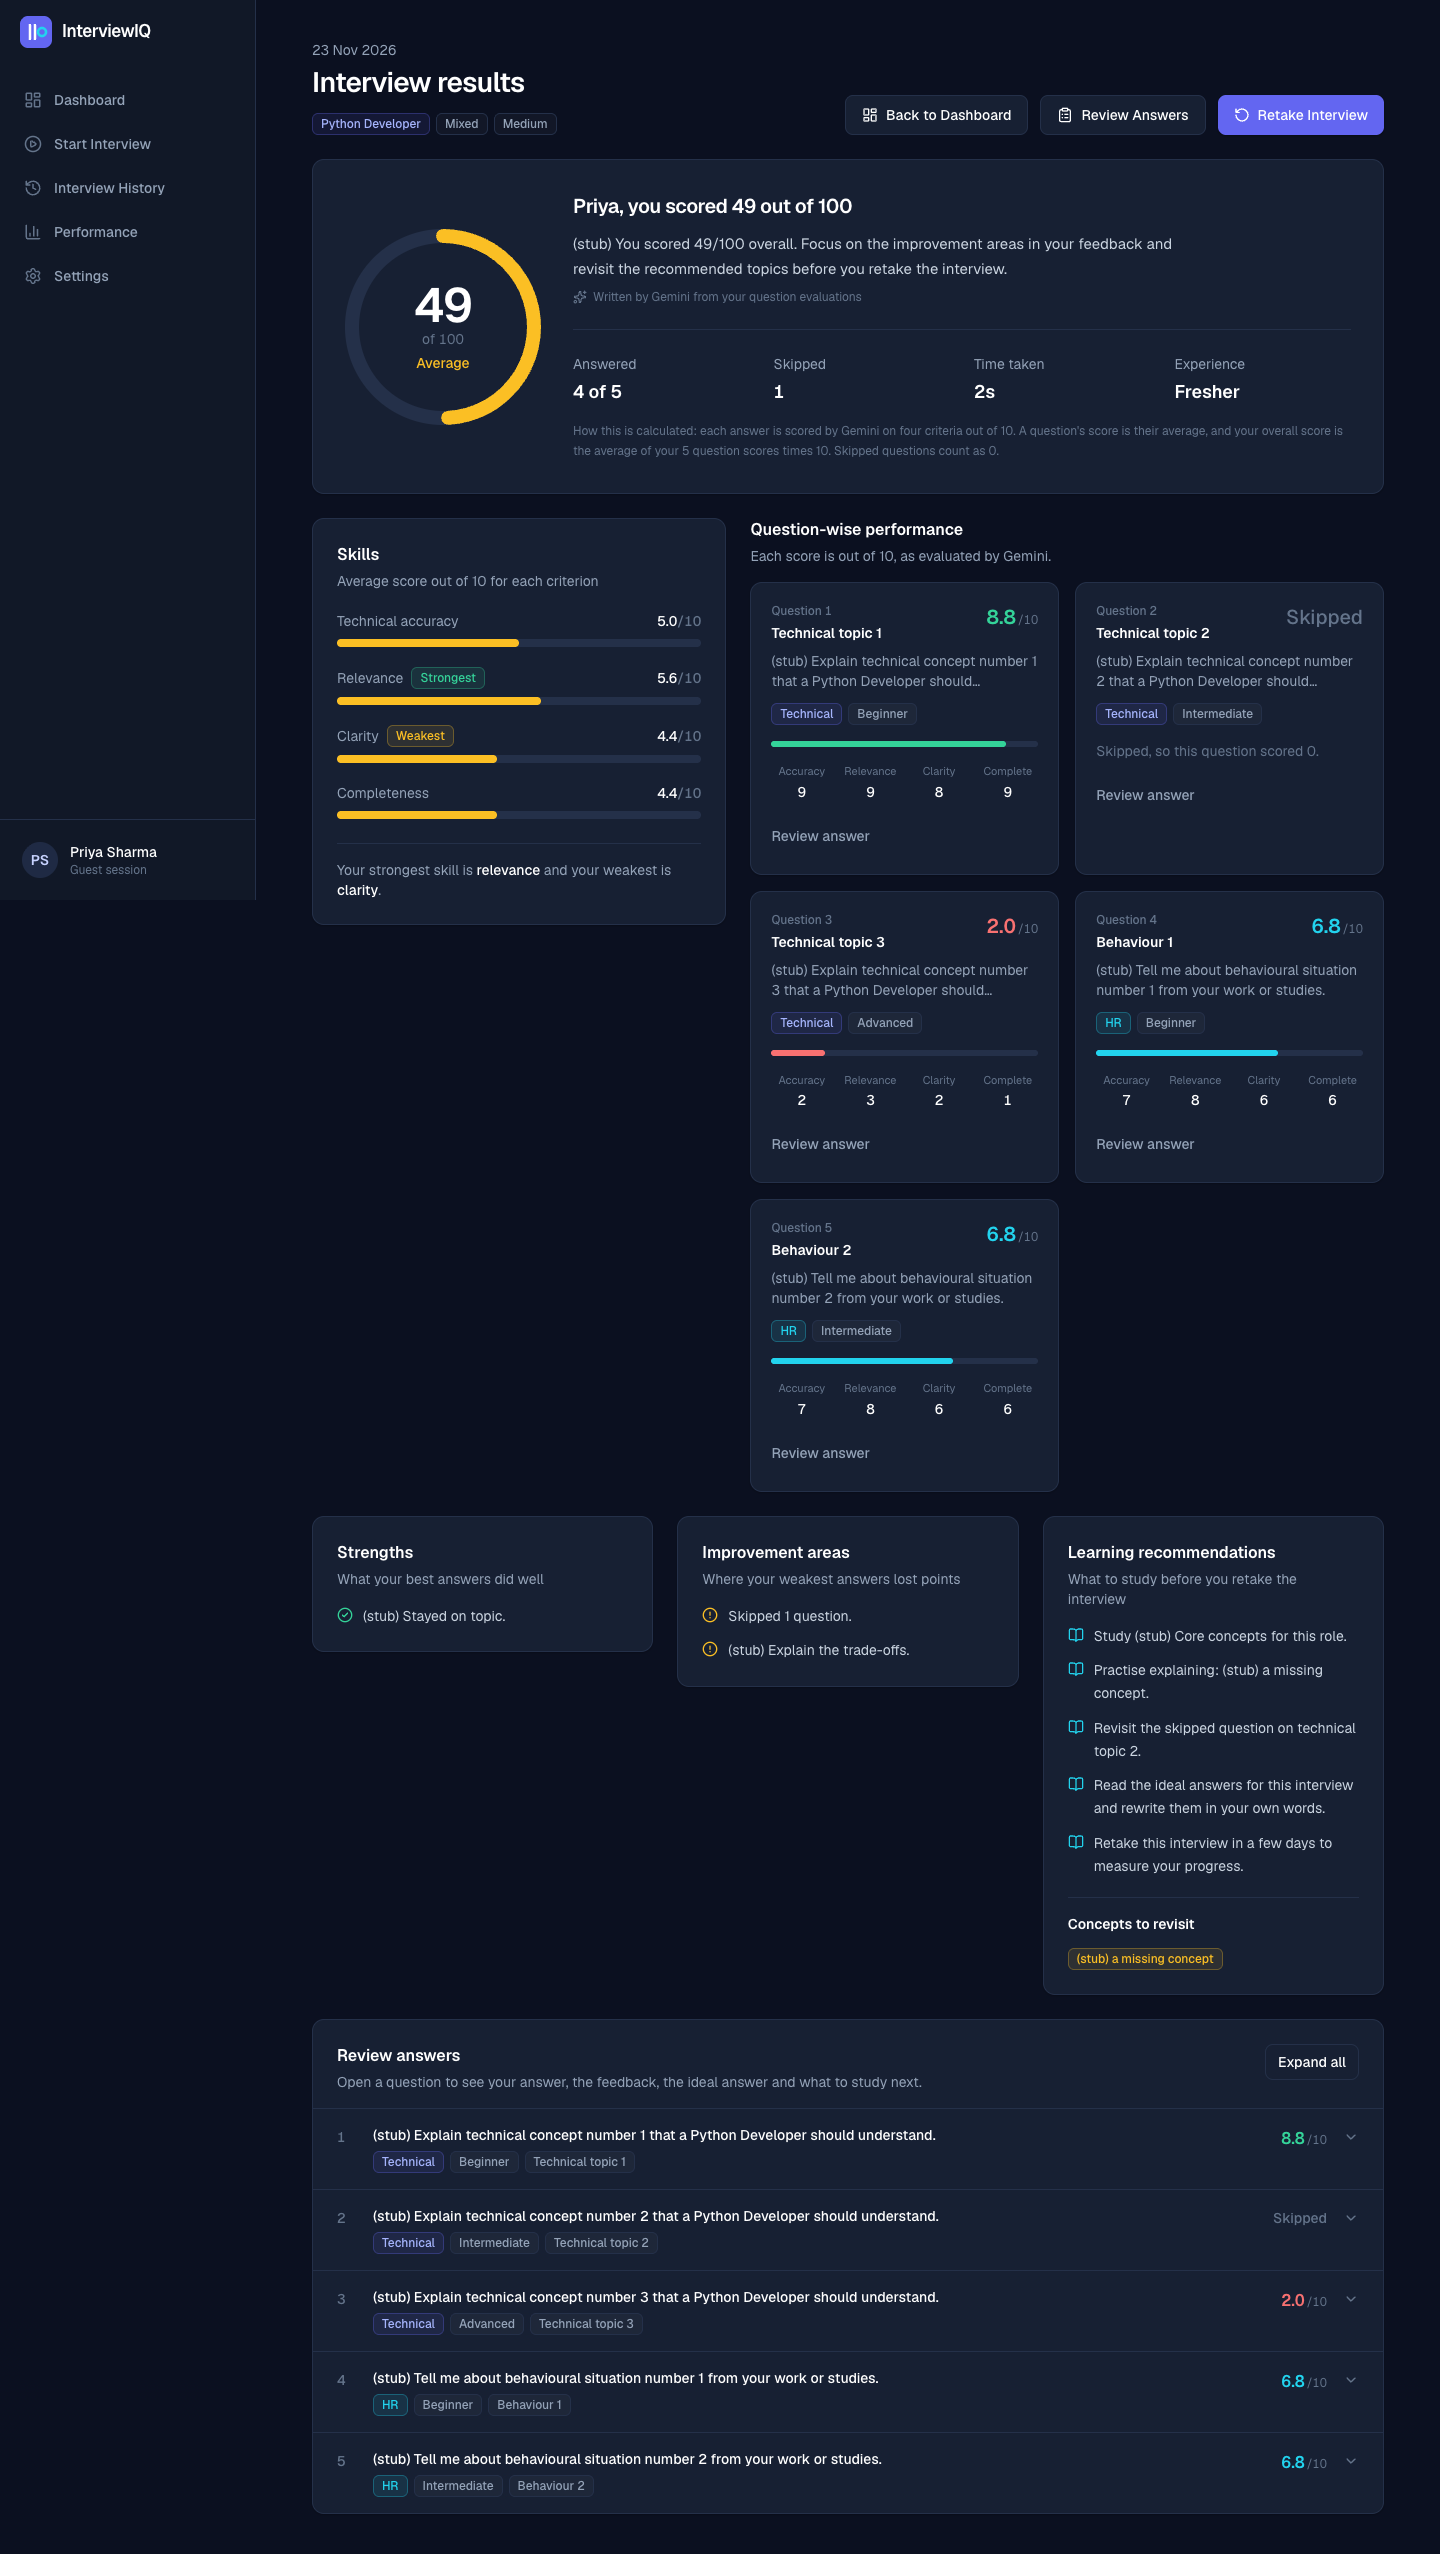 InterviewIQ
Dashboard
Start Interview
Interview History
Performance
Settings
PS
Priya Sharma
Guest session
23 Nov 2026
Interview results
Python Developer
Mixed
Medium
Back to Dashboard
Review Answers
Retake Interview
49
of 100
Average
Priya, you scored 49 out of 100
(stub) You scored 49/100 overall. Focus on the improvement areas in your feedback and
revisit the recommended topics before you retake the interview.
Written by Gemini from your question evaluations
Answered
4 of 5
Skipped
1
Time taken
2s
Experience
Fresher
How this is calculated: each answer is scored by Gemini on four criteria out of 10. A question's score is their average, and your overall score is
the average of your 5 question scores times 10. Skipped questions count as 0.
Skills
Average score out of 10 for each criterion
Technical accuracy
5.0/10
Relevance
Strongest
5.6/10
Clarity
Weakest
4.4/10
Completeness
4.4/10
Your strongest skill is relevance and your weakest is
clarity.
Question-wise performance
Each score is out of 10, as evaluated by Gemini.
Question 1
Technical topic 1
8.8/10
(stub) Explain technical concept number 1
that a Python Developer should…
Technical
Beginner
Accuracy
Relevance
Clarity
Complete
9
9
8
9
Review answer
Question 2
Technical topic 2
Skipped
(stub) Explain technical concept number
2 that a Python Developer should…
Technical
Intermediate
Skipped, so this question scored 0.
Review answer
Question 3
Technical topic 3
2.0/10
(stub) Explain technical concept number
3 that a Python Developer should…
Technical
Advanced
Accuracy
Relevance
Clarity
Complete
2
3
2
1
Review answer
Question 4
Behaviour 1
6.8/10
(stub) Tell me about behavioural situation
number 1 from your work or studies.
HR
Beginner
Accuracy
Relevance
Clarity
Complete
7
8
6
6
Review answer
Question 5
Behaviour 2
6.8/10
(stub) Tell me about behavioural situation
number 2 from your work or studies.
HR
Intermediate
Accuracy
Relevance
Clarity
Complete
7
8
6
6
Review answer
Strengths
What your best answers did well
(stub) Stayed on topic.
Improvement areas
Where your weakest answers lost points
Skipped 1 question.
(stub) Explain the trade-offs.
Learning recommendations
What to study before you retake the
interview
Study (stub) Core concepts for this role.
Practise explaining: (stub) a missing
concept.
Revisit the skipped question on technical
topic 2.
Read the ideal answers for this interview
and rewrite them in your own words.
Retake this interview in a few days to
measure your progress.
Concepts to revisit
(stub) a missing concept
Review answers
Open a question to see your answer, the feedback, the ideal answer and what to study next.
Expand all
1
(stub) Explain technical concept number 1 that a Python Developer should understand.
Technical
Beginner
Technical topic 1
8.8/10
2
(stub) Explain technical concept number 2 that a Python Developer should understand.
Technical
Intermediate
Technical topic 2
Skipped
3
(stub) Explain technical concept number 3 that a Python Developer should understand.
Technical
Advanced
Technical topic 3
2.0/10
4
(stub) Tell me about behavioural situation number 1 from your work or studies.
HR
Beginner
Behaviour 1
6.8/10
5
(stub) Tell me about behavioural situation number 2 from your work or studies.
HR
Intermediate
Behaviour 2
6.8/10